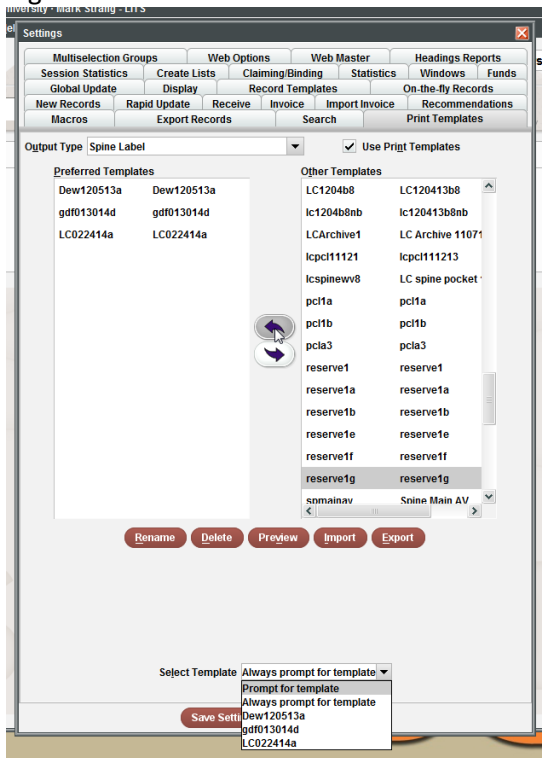 Mark Strang - LITS
Settings
Multiselection Groups Web Options Web Master Headings Reports
Session Statistics Create Lists Claiming/Binding Statistics Windows Funds
Global Update Display Record Templates On-the-fly Records
New Records Rapid Update Receive Invoice Import Invoice Recommendations
Macros Export Records Search Print Templates
Output Type Spine Label Use Print Templates
Preferred Templates Other Templates
Dew120513a Dew120513a LC1204b8 LC120413b8
gdf013014d gdf013014d lc1204b8nb lc120413b8nb
LC022414a LC022414a LCArchive1 LC Archive 11071
lcpcl11121 lcpcl111213
lcspinewv8 LC spine pocket
pcl1a pcl1a
pcl1b pcl1b
pcla3 pcla3
reserve1 reserve1
reserve1a reserve1a
reserve1b reserve1b
reserve1e reserve1e
reserve1f reserve1f
reserve1g reserve1g
spmainav Spine Main AV
Rename Delete Preview Import Export
Select Template Always prompt for template
Prompt for template
Always prompt for template
Save Setti Dew120513a
gdf013014d
LC022414a